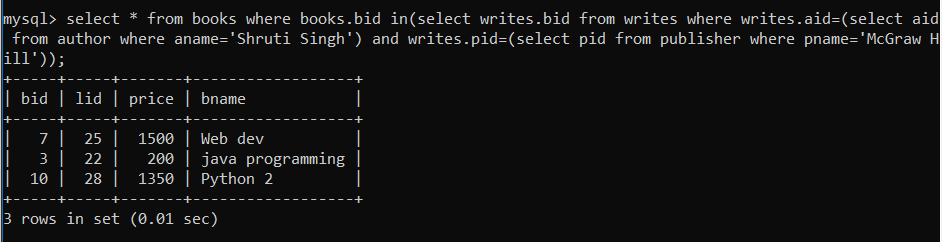 mysql> select * from books where books.bid in(select writes.bid from writes where writes.aid=(select aid
 from author where aname='Shruti Singh') and writes.pid=(select pid from publisher where pname='McGraw H
ill'));
+-----+-----+-------+------------------+
| bid | lid | price | bname            |
+-----+-----+-------+------------------+
|   7 |  25 |  1500 | Web dev          |
|   3 |  22 |   200 | java programming |
|  10 |  28 |  1350 | Python 2         |
+-----+-----+-------+------------------+
3 rows in set (0.01 sec)